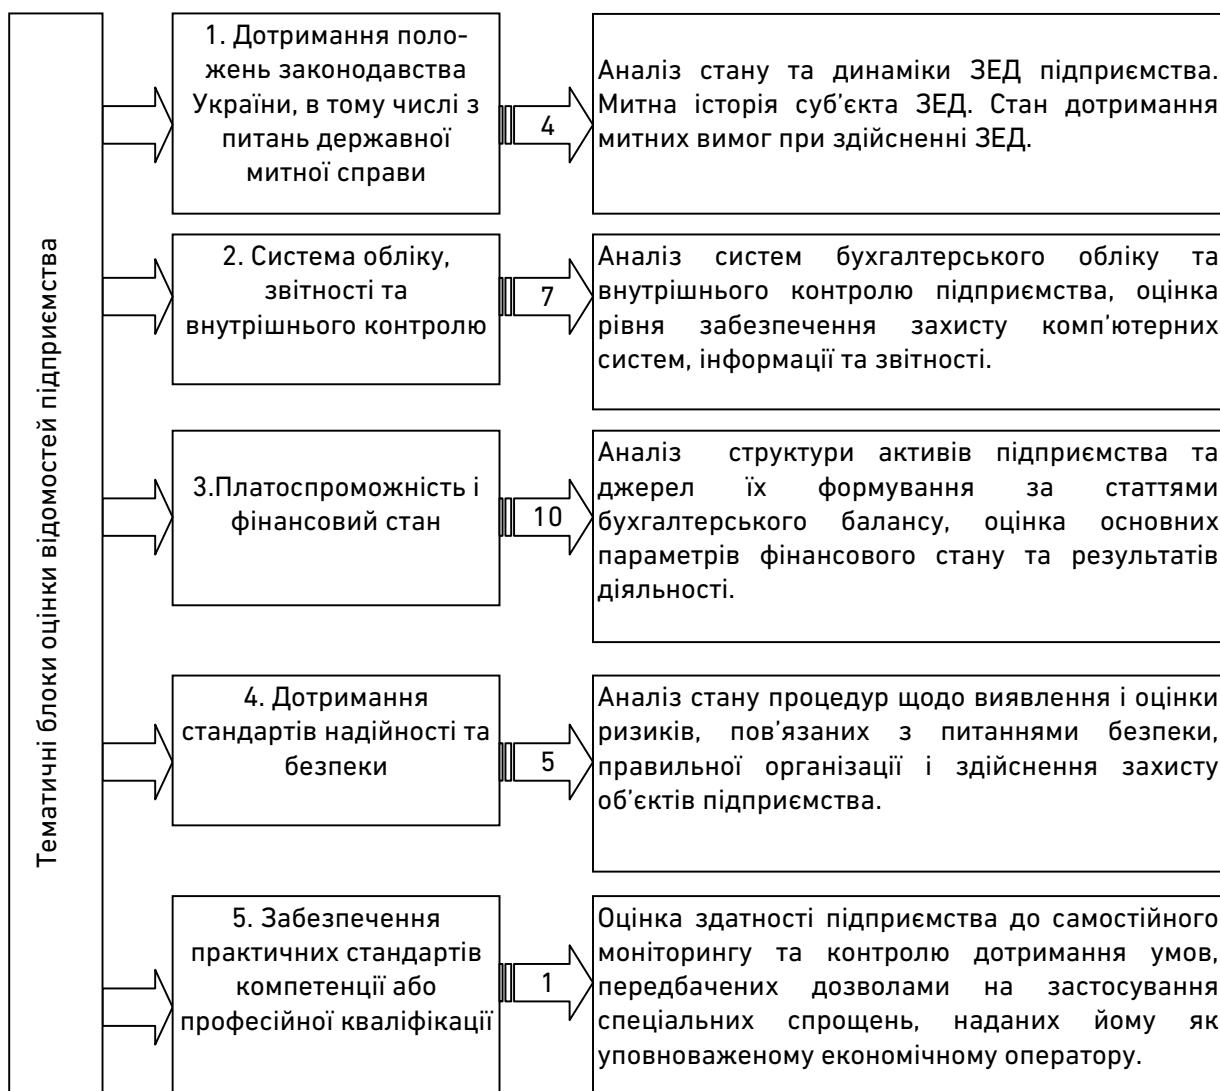 Тематичні блоки оцінки відомостей підприємства
1. Дотримання поло-
жень законодавства
України, в тому числі з
питань державної
митної справи
4
Аналіз стану та динаміки ЗЕД підприємства.
Митна історія суб’єкта ЗЕД. Стан дотримання
митних вимог при здійсненні ЗЕД.
2. Система обліку,
звітності та
внутрішнього контролю
7
Аналіз систем бухгалтерського обліку та
внутрішнього контролю підприємства, оцінка
рівня забезпечення захисту комп’ютерних
систем, інформації та звітності.
3.Платоспроможність і
фінансовий стан
10
Аналіз структури активів підприємства та
джерел їх формування за статтями
бухгалтерського балансу, оцінка основних
параметрів фінансового стану та результатів
діяльності.
4. Дотримання
стандартів надійності та
безпеки
5
Аналіз стану процедур щодо виявлення і оцінки
ризиків, пов’язаних з питаннями безпеки,
правильної організації і здійснення захисту
об’єктів підприємства.
5. Забезпечення
практичних стандартів
компетенції або
професійної кваліфікації
1
Оцінка здатності підприємства до самостійного
моніторингу та контролю дотримання умов,
передбачених дозволами на застосування
спеціальних спрощень, наданих йому як
уповноваженому економічному оператору.